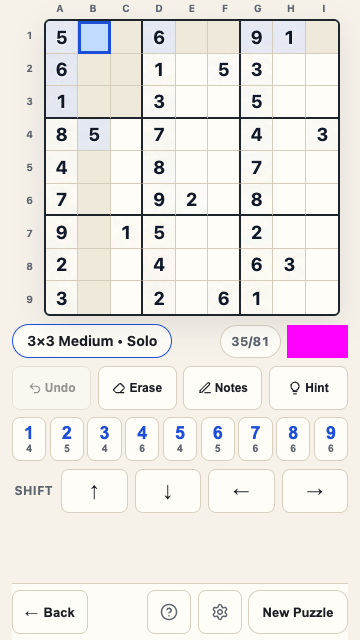 A B C D E F G H I
1 5 6 9 1
2 6 1 5 3
3 1 3 5
4 8 5 7 4 3
5 4 8 7
6 7 9 2 8
7 9 1 5 2
8 2 4 6 3
9 3 2 6 1
3×3 Medium • Solo 35/81
Undo Erase Notes Hint
1 2 3 4 5 6 7 8 9
4 5 4 6 4 5 6 6 6
SHIFT ↑ ↓ ← →
← Back ? New Puzzle